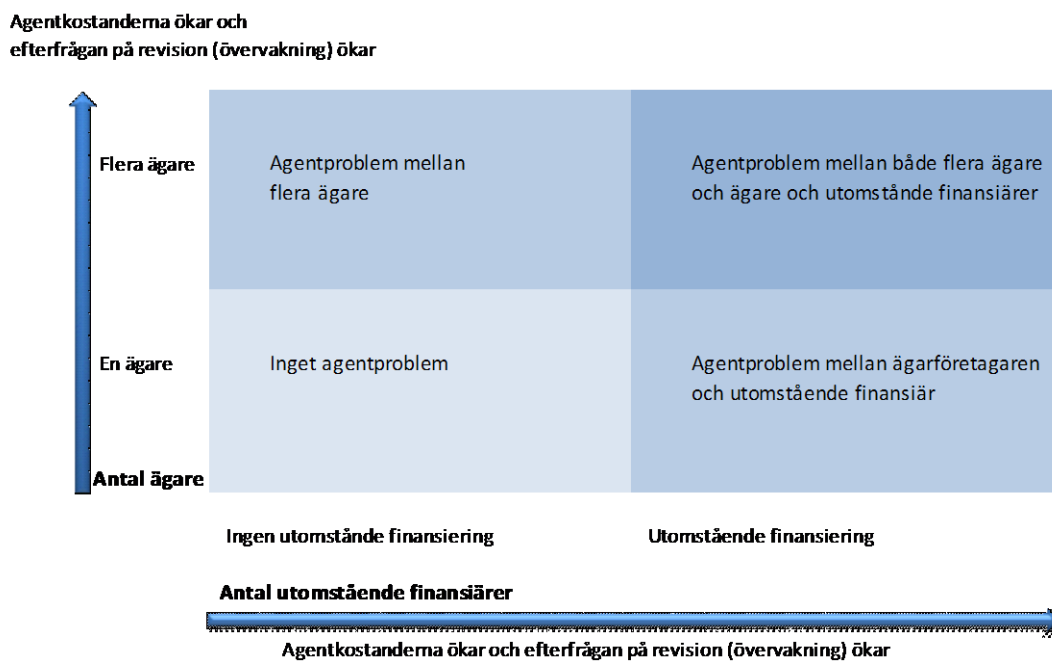 Agentkostanderna ökar och
efterfrågan på revision (övervakning) ökar
Flera ägare
Agentproblem mellan
flera ägare
Agentproblem mellan både flera ägare
och ägare och utomstånde finansiärer
En ägare
Inget agentproblem
Agentproblem mellan ägarföretagaren
och utomstående finansiär
Antal ägare
Ingen utomstånde finansiering
Utomstående finansiering
Antal utomstående finansiärer
Agentkostanderna ökar och efterfrågan på revision (övervakning) ökar